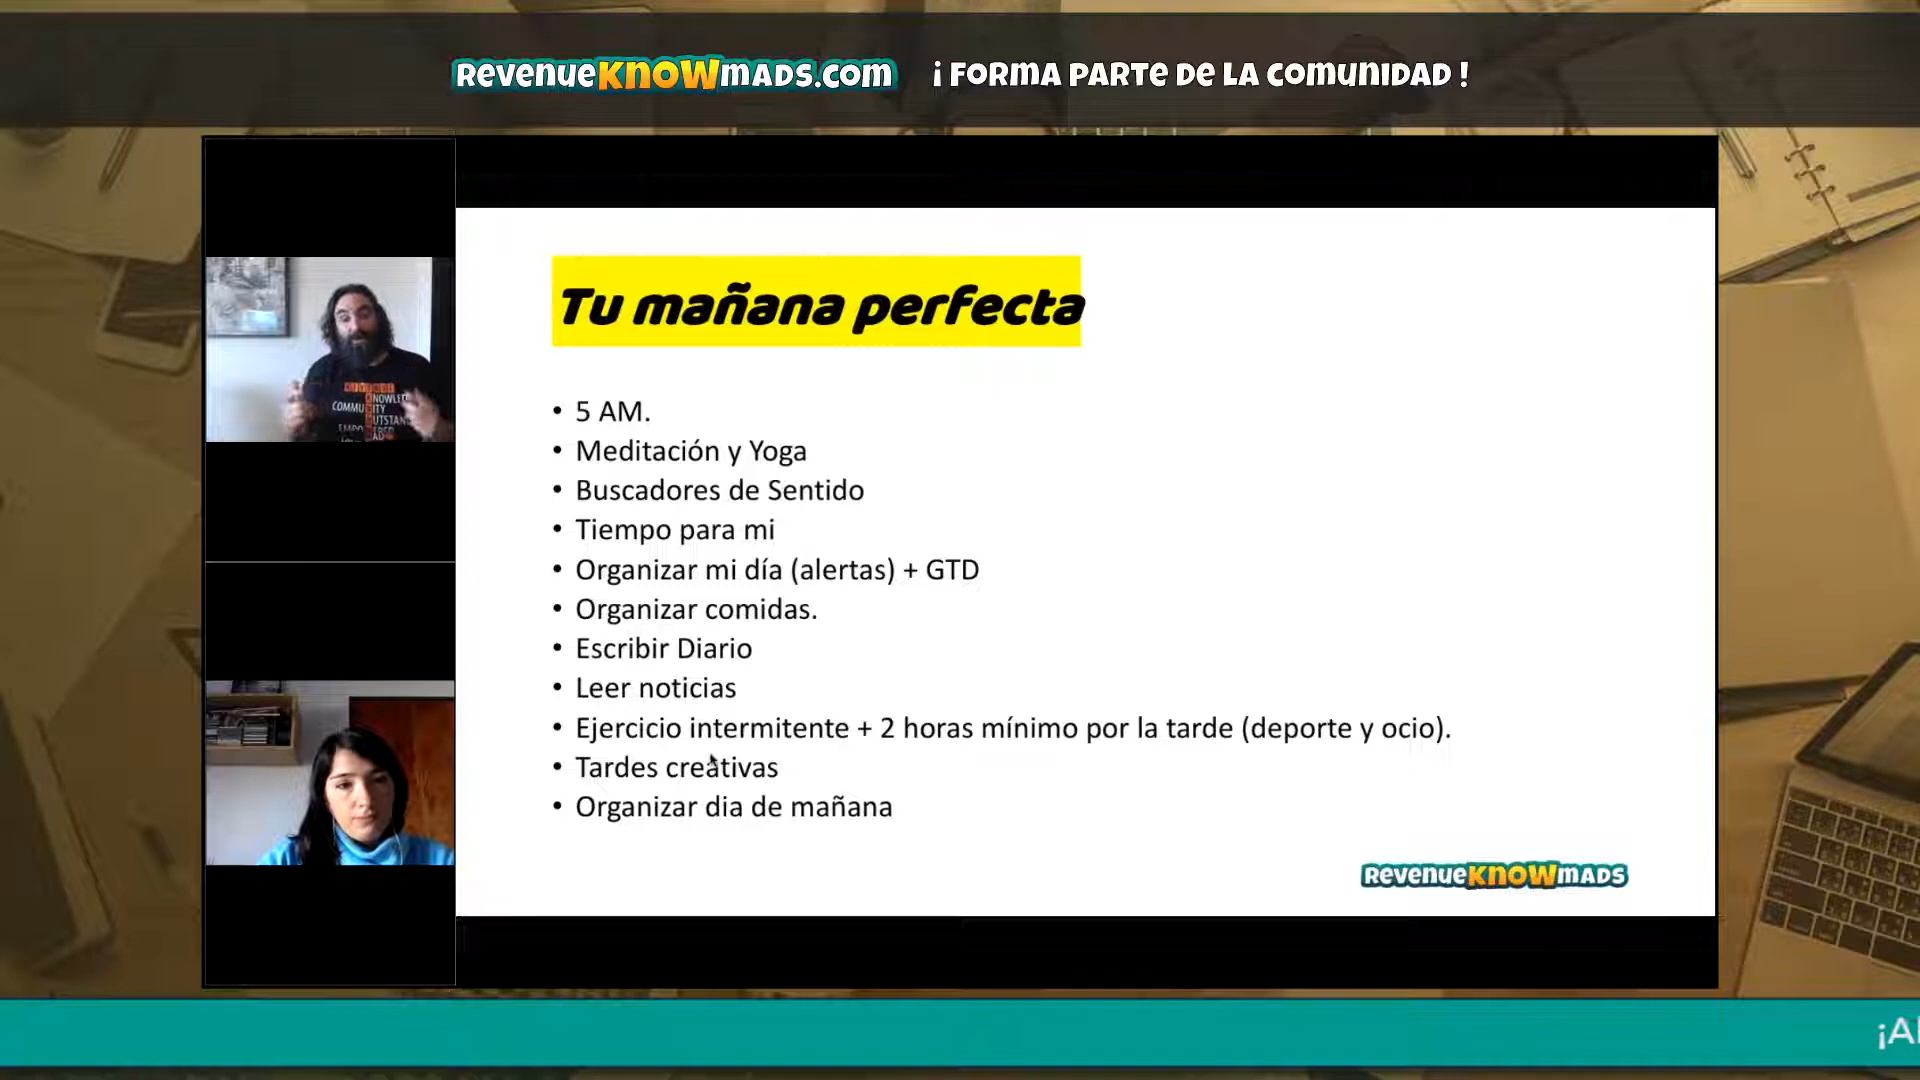 RevenueKNOWmads.com ¡ FORMA PARTE DE LA COMUNIDAD !
Tu mañana perfecta
• 5 AM.
• Meditación y Yoga
• Buscadores de Sentido
• Tiempo para mi
• Organizar mi día (alertas) + GTD
• Organizar comidas.
• Escribir Diario
• Leer noticias
• Ejercicio intermitente + 2 horas mínimo por la tarde (deporte y ocio).
• Tardes creativas
• Organizar dia de mañana
RevenueKNOWmads